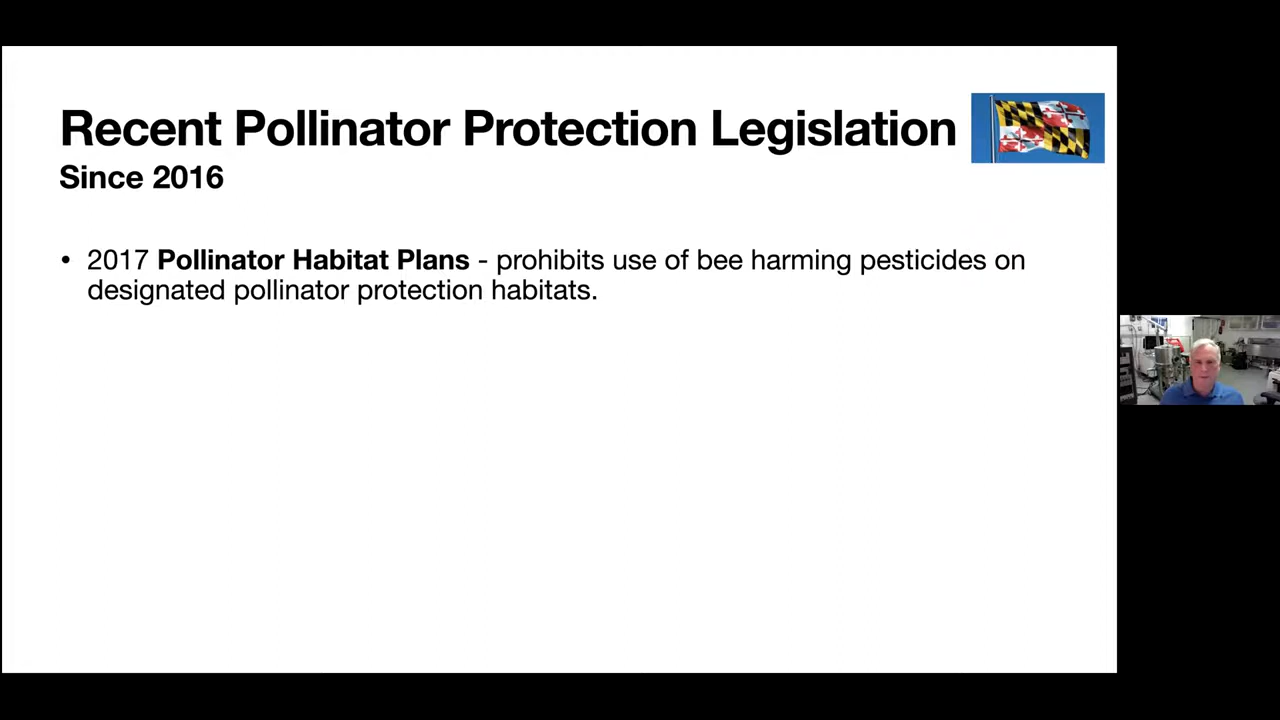 Recent Pollinator Protection Legislation
Since 2016
• 2017 Pollinator Habitat Plans - prohibits use of bee harming pesticides on
designated pollinator protection habitats.